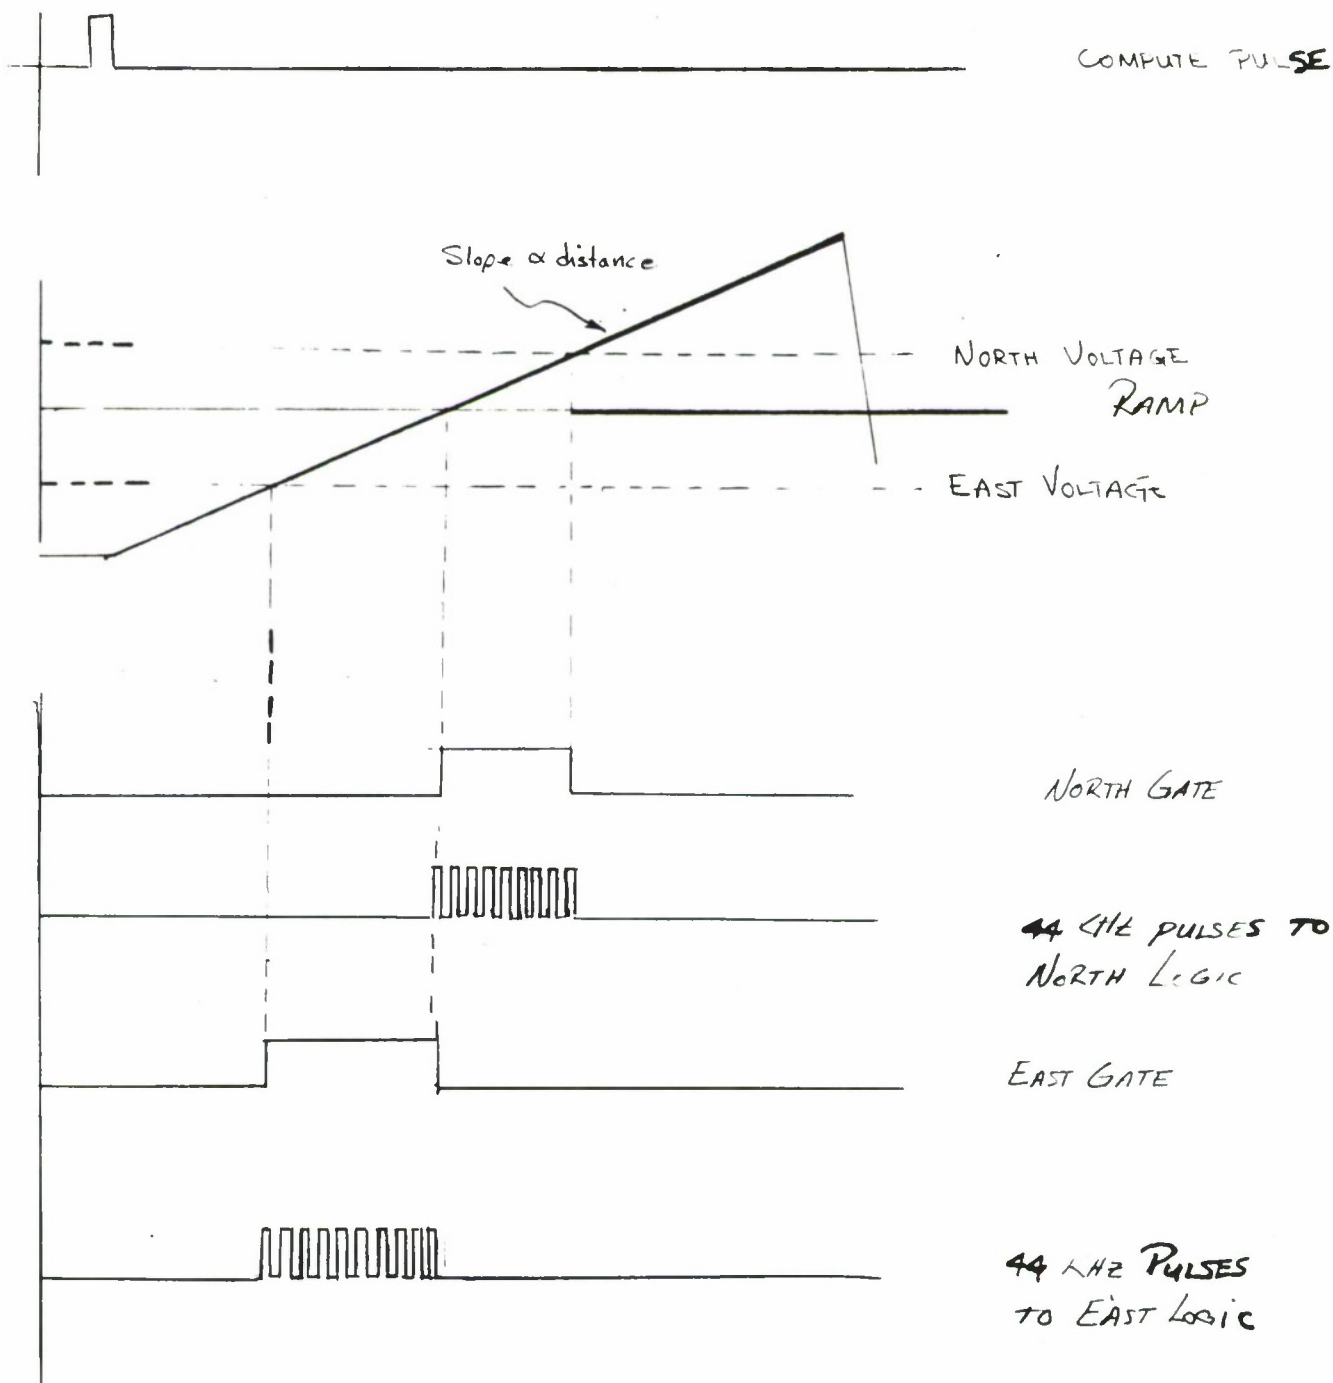 COMPUTE PULSE
Slope ∝ distance
NORTH VOLTAGE
RAMP
EAST VOLTAGE
NORTH GATE
44 KHZ PULSES TO
NORTH LOGIC
EAST GATE
44 KHZ PULSES
TO EAST LOGIC